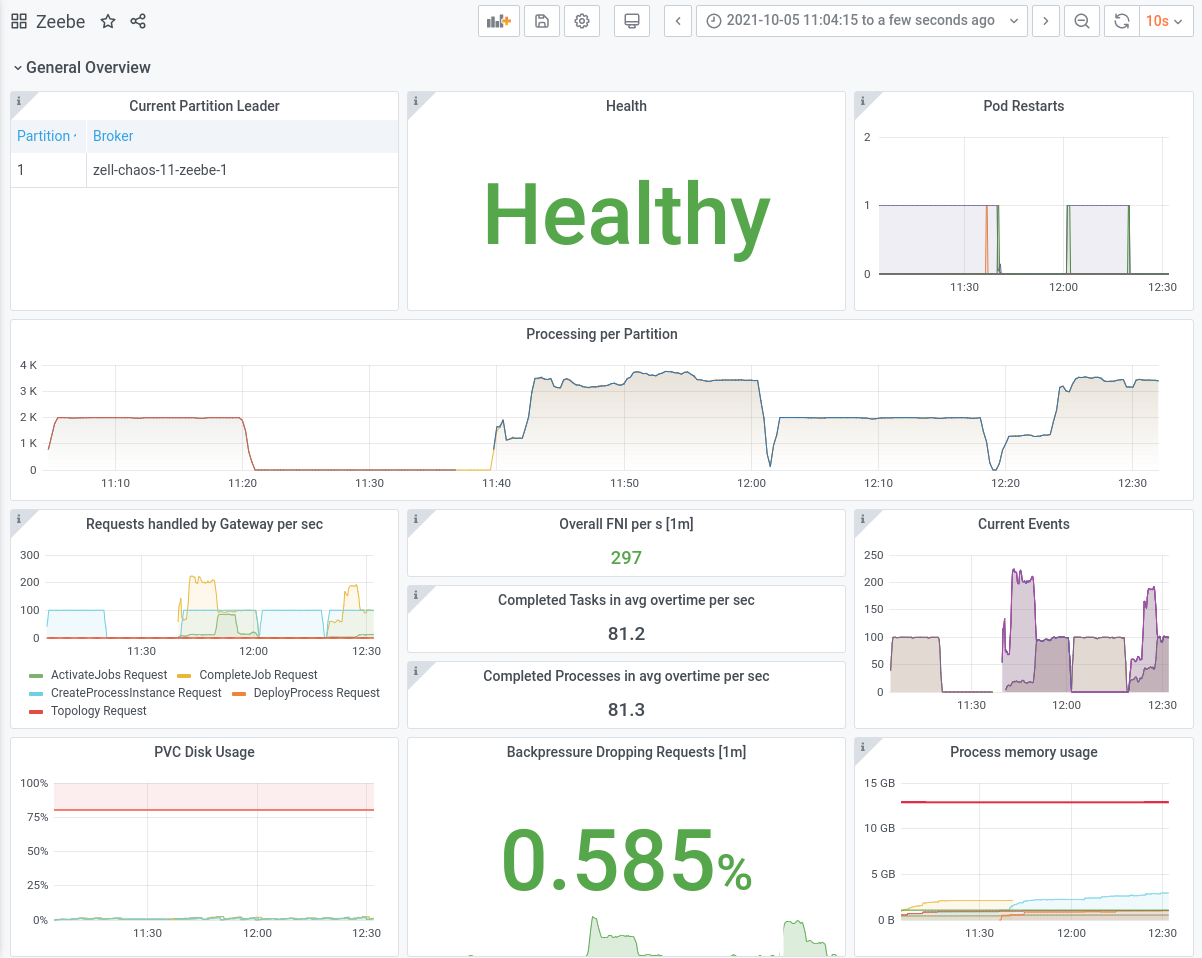 Zeebe
2021-10-05 11:04:15 to a few seconds ago
10s
General Overview
Current Partition Leader
Partition
Broker
1
zell-chaos-11-zeebe-1
Health
Healthy
Pod Restarts
2
1
0
11:30 12:00 12:30
Processing per Partition
4 K
3 K
2 K
1 K
0
11:10 11:20 11:30 11:40 11:50 12:00 12:10 12:20 12:30
Requests handled by Gateway per sec
300
200
100
0
11:30 12:00 12:30
ActivateJobs Request CompleteJob Request
CreateProcessInstance Request DeployProcess Request
Topology Request
Overall FNI per s [1m]
297
Completed Tasks in avg overtime per sec
81.2
Completed Processes in avg overtime per sec
81.3
Current Events
250
200
150
100
50
0
11:30 12:00 12:30
PVC Disk Usage
100%
75%
50%
25%
0%
11:30 12:00 12:30
Backpressure Dropping Requests [1m]
0.585%
Process memory usage
15 GB
10 GB
5 GB
0 B
11:30 12:00 12:30